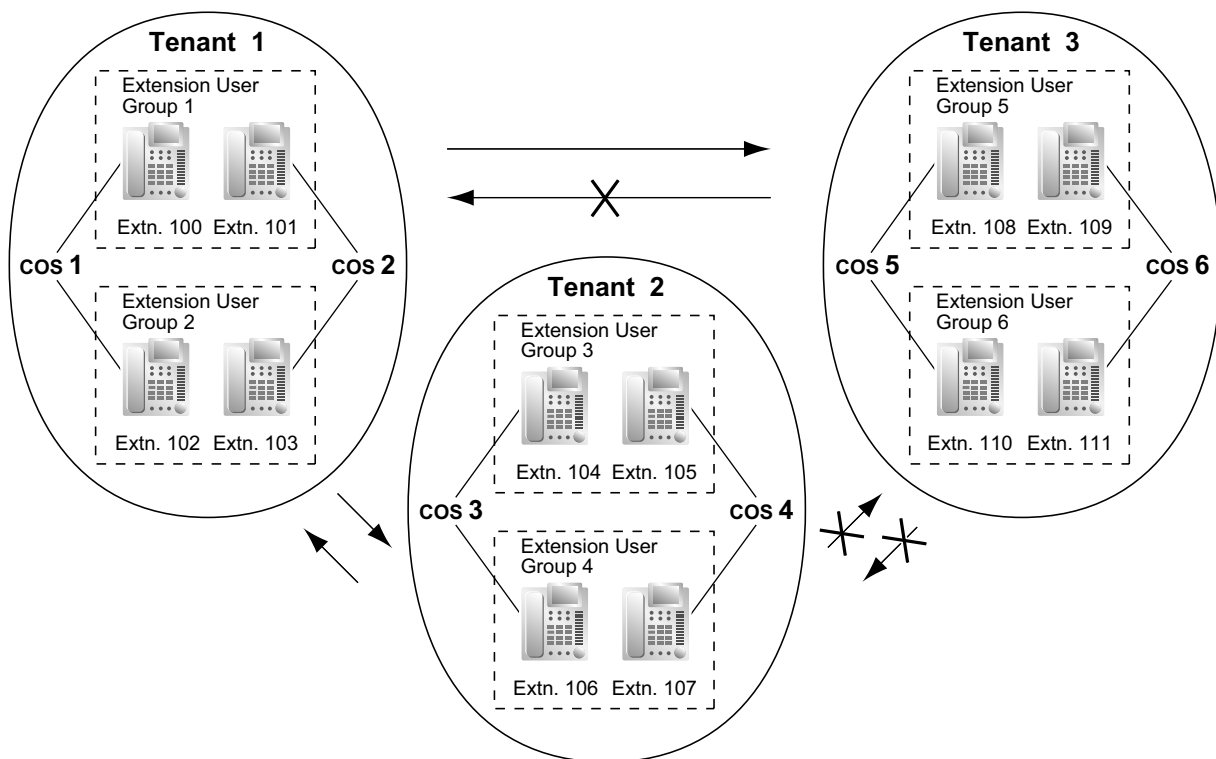 Tenant 1
Extension User
Group 1
Extn. 100 Extn. 101
COS 1
COS 2
Extension User
Group 2
Extn. 102 Extn. 103
Tenant 2
Extension User
Group 3
Extn. 104 Extn. 105
COS 3
COS 4
Extension User
Group 4
Extn. 106 Extn. 107
Tenant 3
Extension User
Group 5
Extn. 108 Extn. 109
COS 5
COS 6
Extension User
Group 6
Extn. 110 Extn. 111